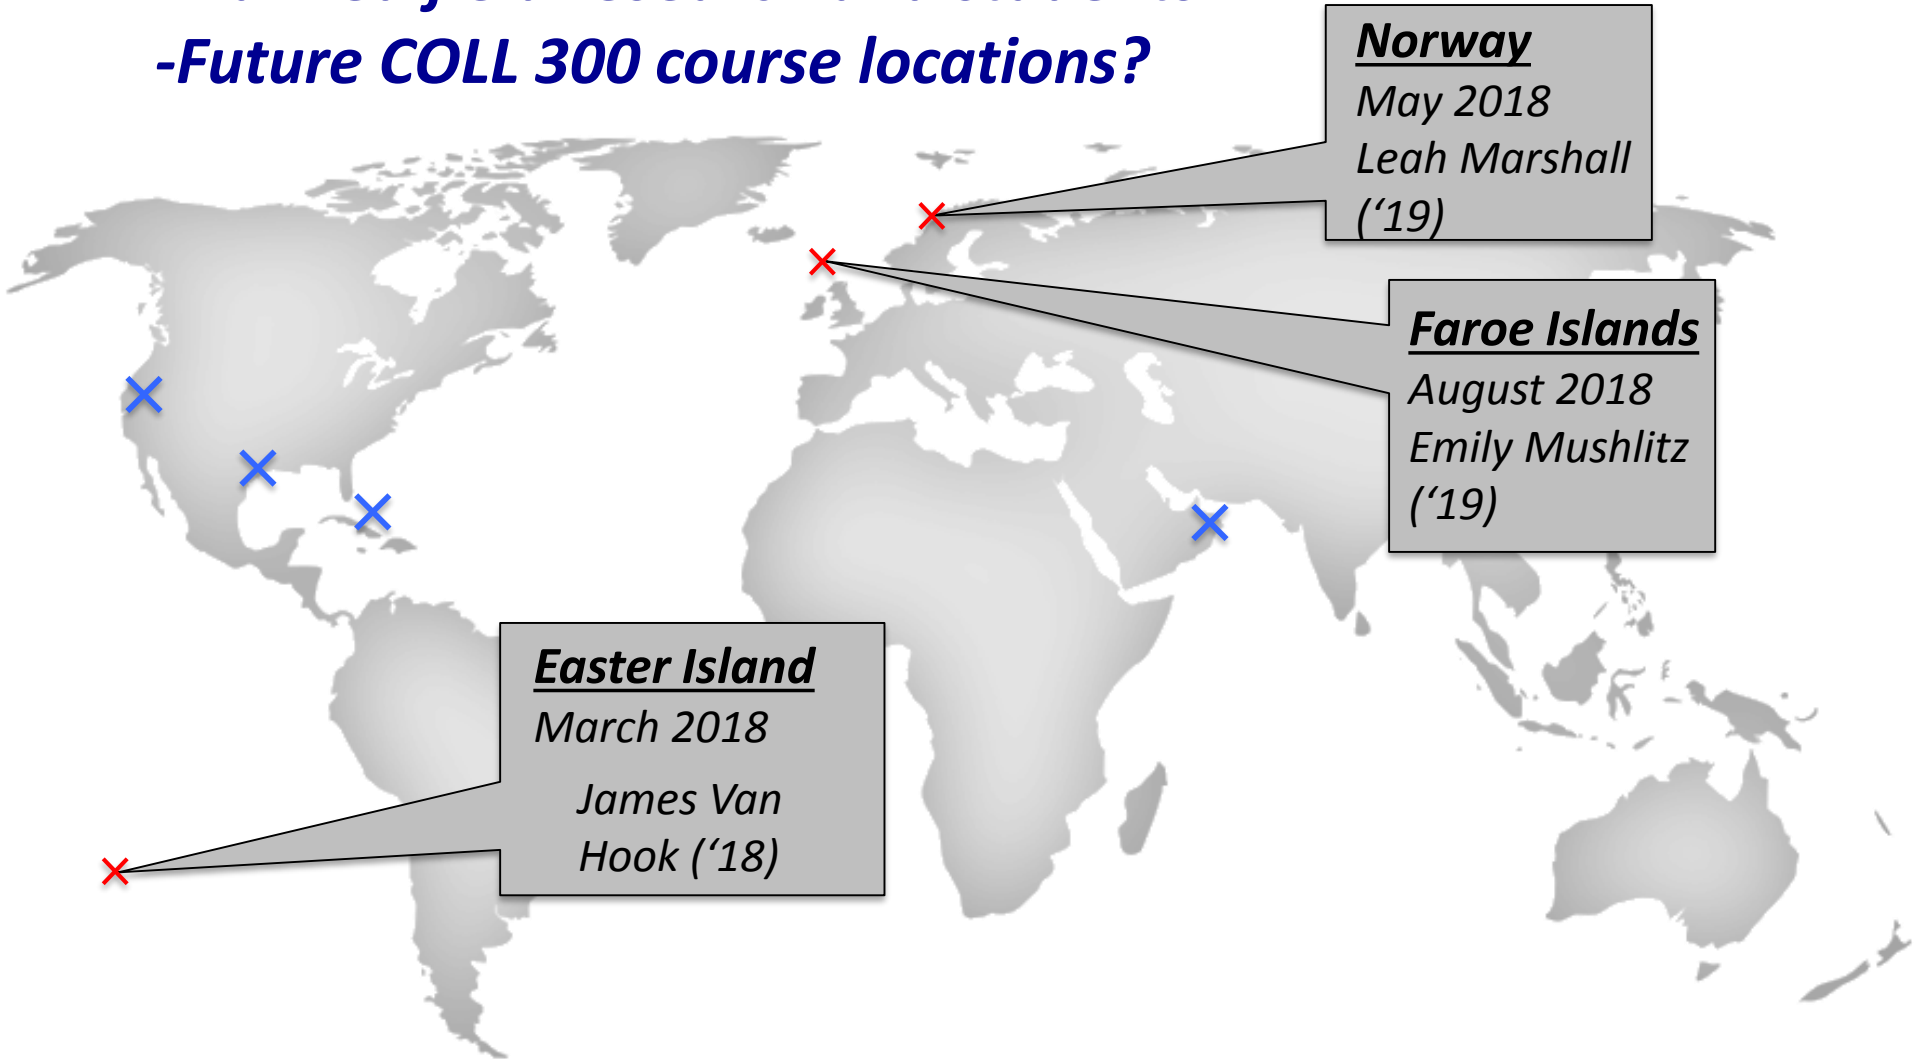 -Future COLL 300 course locations?
Norway
May 2018
Leah Marshall
(‘19)
Faroe Islands
August 2018
Emily Mushlitz
(‘19)
Easter Island
March 2018
James Van
Hook (‘18)